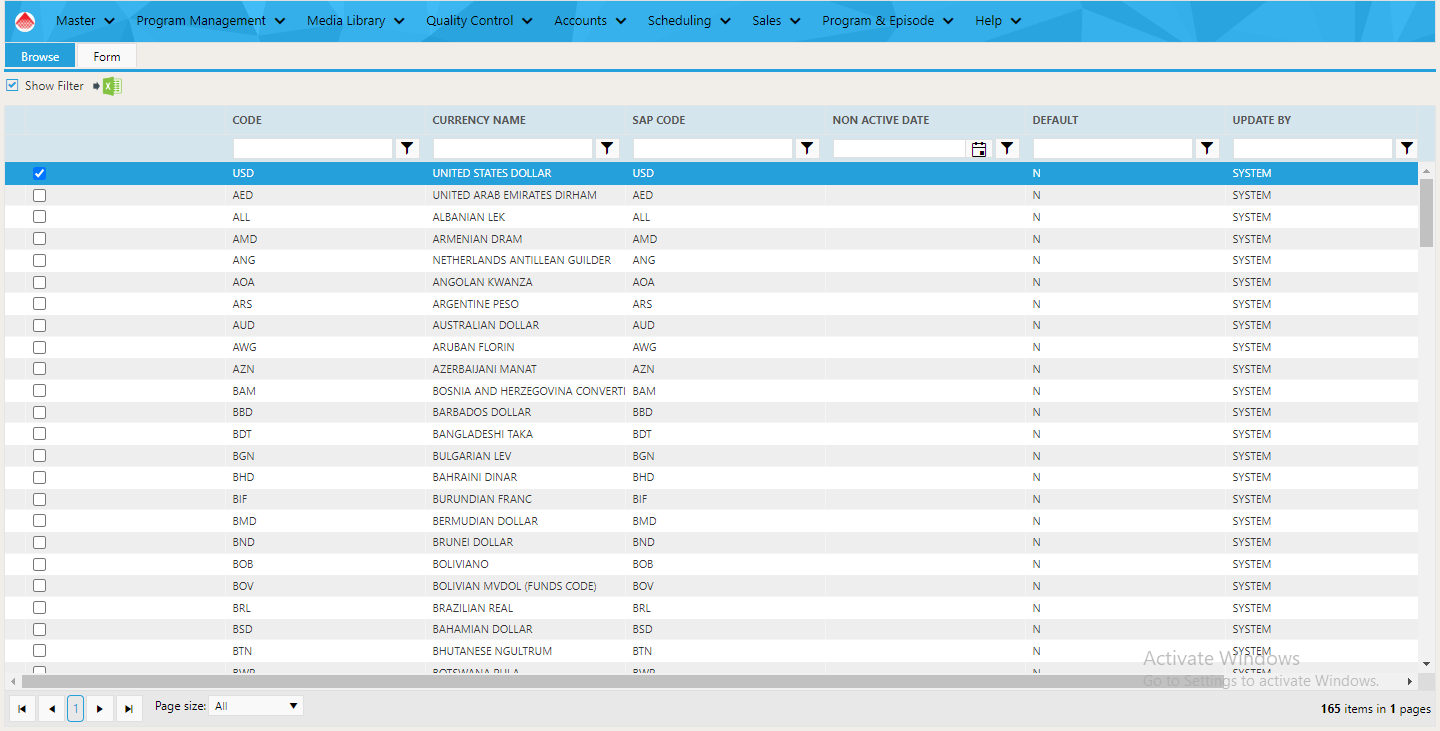 Master Program Management Media Library Quality Control Accounts Scheduling Sales Program & Episode Help
Browse Form
Show Filter
CODE CURRENCY NAME SAP CODE NON ACTIVE DATE DEFAULT UPDATE BY
USD UNITED STATES DOLLAR USD N SYSTEM
AED UNITED ARAB EMIRATES DIRHAM AED N SYSTEM
ALL ALBANIAN LEK ALL N SYSTEM
AMD ARMENIAN DRAM AMD N SYSTEM
ANG NETHERLANDS ANTILLEAN GUILDER ANG N SYSTEM
AOA ANGOLAN KWANZA AOA N SYSTEM
ARS ARGENTINE PESO ARS N SYSTEM
AUD AUSTRALIAN DOLLAR AUD N SYSTEM
AWG ARUBAN FLORIN AWG N SYSTEM
AZN AZERBAIJANI MANAT AZN N SYSTEM
BAM BOSNIA AND HERZEGOVINA CONVERTI BAM N SYSTEM
BBD BARBADOS DOLLAR BBD N SYSTEM
BDT BANGLADESHI TAKA BDT N SYSTEM
BGN BULGARIAN LEV BGN N SYSTEM
BHD BAHRAINI DINAR BHD N SYSTEM
BIF BURUNDIAN FRANC BIF N SYSTEM
BMD BERMUDIAN DOLLAR BMD N SYSTEM
BND BRUNEI DOLLAR BND N SYSTEM
BOB BOLIVIANO BOB N SYSTEM
BOV BOLIVIAN MVDOL (FUNDS CODE) BOV N SYSTEM
BRL BRAZILIAN REAL BRL N SYSTEM
BSD BAHAMIAN DOLLAR BSD N SYSTEM
BTN BHUTANESE NGULTRUM BTN N SYSTEM
BWP BOTSWANA PULA BWP N SYSTEM
Activate Windows
Go to Settings to activate Windows.
1 Page size: All 165 items in 1 pages